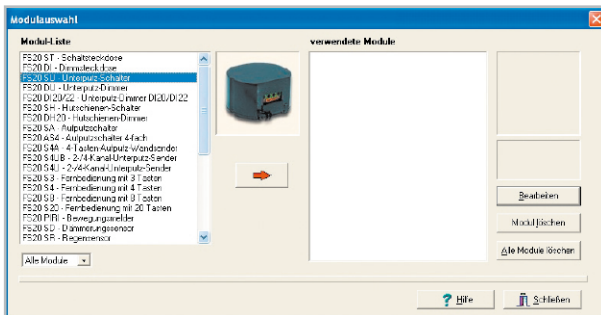 Modulauswahl
Modul-Liste
FS20 ST - Schaltsteckdose
FS20 DI - Dimmsteckdose
FS20 SU - Unterputz-Schalter
FS20 DU - Unterputz-Dimmer
FS20 DI20/22 - Unterputz-Dimmer DI20/DI22
FS20 SH - Hutschienen-Schalter
FS20 DH20 - Hutschienen-Dimmer
FS20 SA - Aufputzschalter
FS20 AS4 - Aufputzschalter 4-fach
FS20 S4A - 4-Tasten-Aufputz-Wandsender
FS20 S4UB - 2-/4-Kanal-Unterputz-Sender
FS20 S4U - 2-/4-Kanal-Unterputz-Sender
FS20 S3 - Fernbedienung mit 3 Tasten
FS20 S4 - Fernbedienung mit 4 Tasten
FS20 S8 - Fernbedienung mit 8 Tasten
FS20 S20 - Fernbedienung mit 20 Tasten
FS20 PIRI - Bewegungsmelder
FS20 SD - Dämmerungssensor
FS20 SR - Regensensor
Alle Module
verwendete Module
Bearbeiten
Modul löschen
Alle Module löschen
Hilfe
Schließen